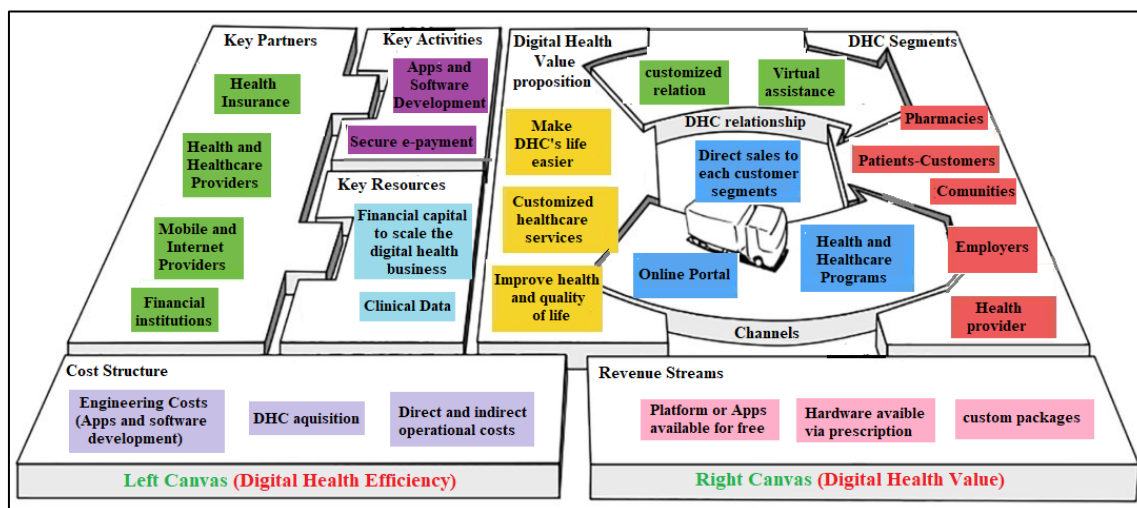 Key Partners
Health
Insurance
Health and
Healthcare
Providers
Mobile and
Internet
Providers
Financial
institutions
Key Activities
Apps and
Software
Development
Secure e-payment
Key Resources
Financial capital
to scale the
digital health
business
Clinical Data
Digital Health
Value
proposition
Make
DHC's life
easier
Customized
healthcare
services
Improve health
and quality
of life
customized
relation
Virtual
assistance
DHC relationship
Direct sales to
each customer
segments
Online Portal
Health and
Healthcare
Programs
Channels
DHC Segments
Pharmacies
Patients-Customers
Comunities
Employers
Health
provider
Cost Structure
Engineering Costs
(Apps and software
development)
DHC aquisition
Direct and indirect
operational costs
Revenue Streams
Platform or Apps
available for free
Hardware avaible
via prescription
custom packages
Left Canvas (Digital Health Efficiency)
Right Canvas (Digital Health Value)